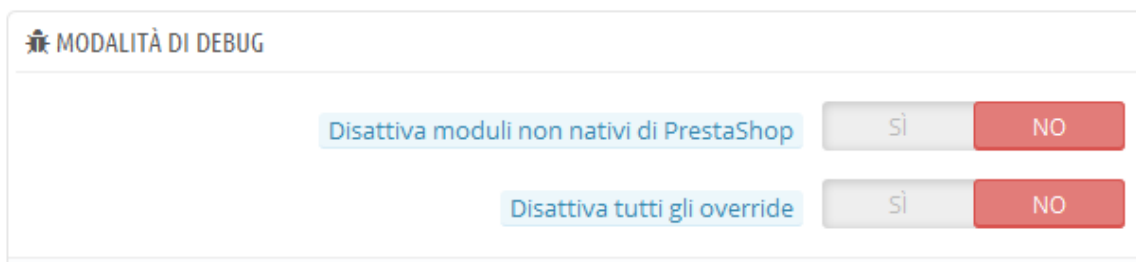 MODALITÀ DI DEBUG
Disattiva moduli non nativi di PrestaShop SÌ NO
Disattiva tutti gli override SÌ NO